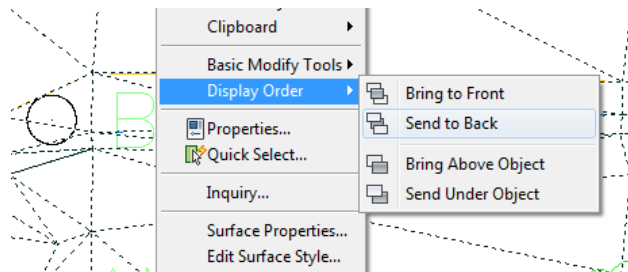 Clipboard
Basic Modify Tools
Display Order
Bring to Front
Send to Back
Bring Above Object
Send Under Object
Properties...
Quick Select...
Inquiry...
Surface Properties...
Edit Surface Style...
B